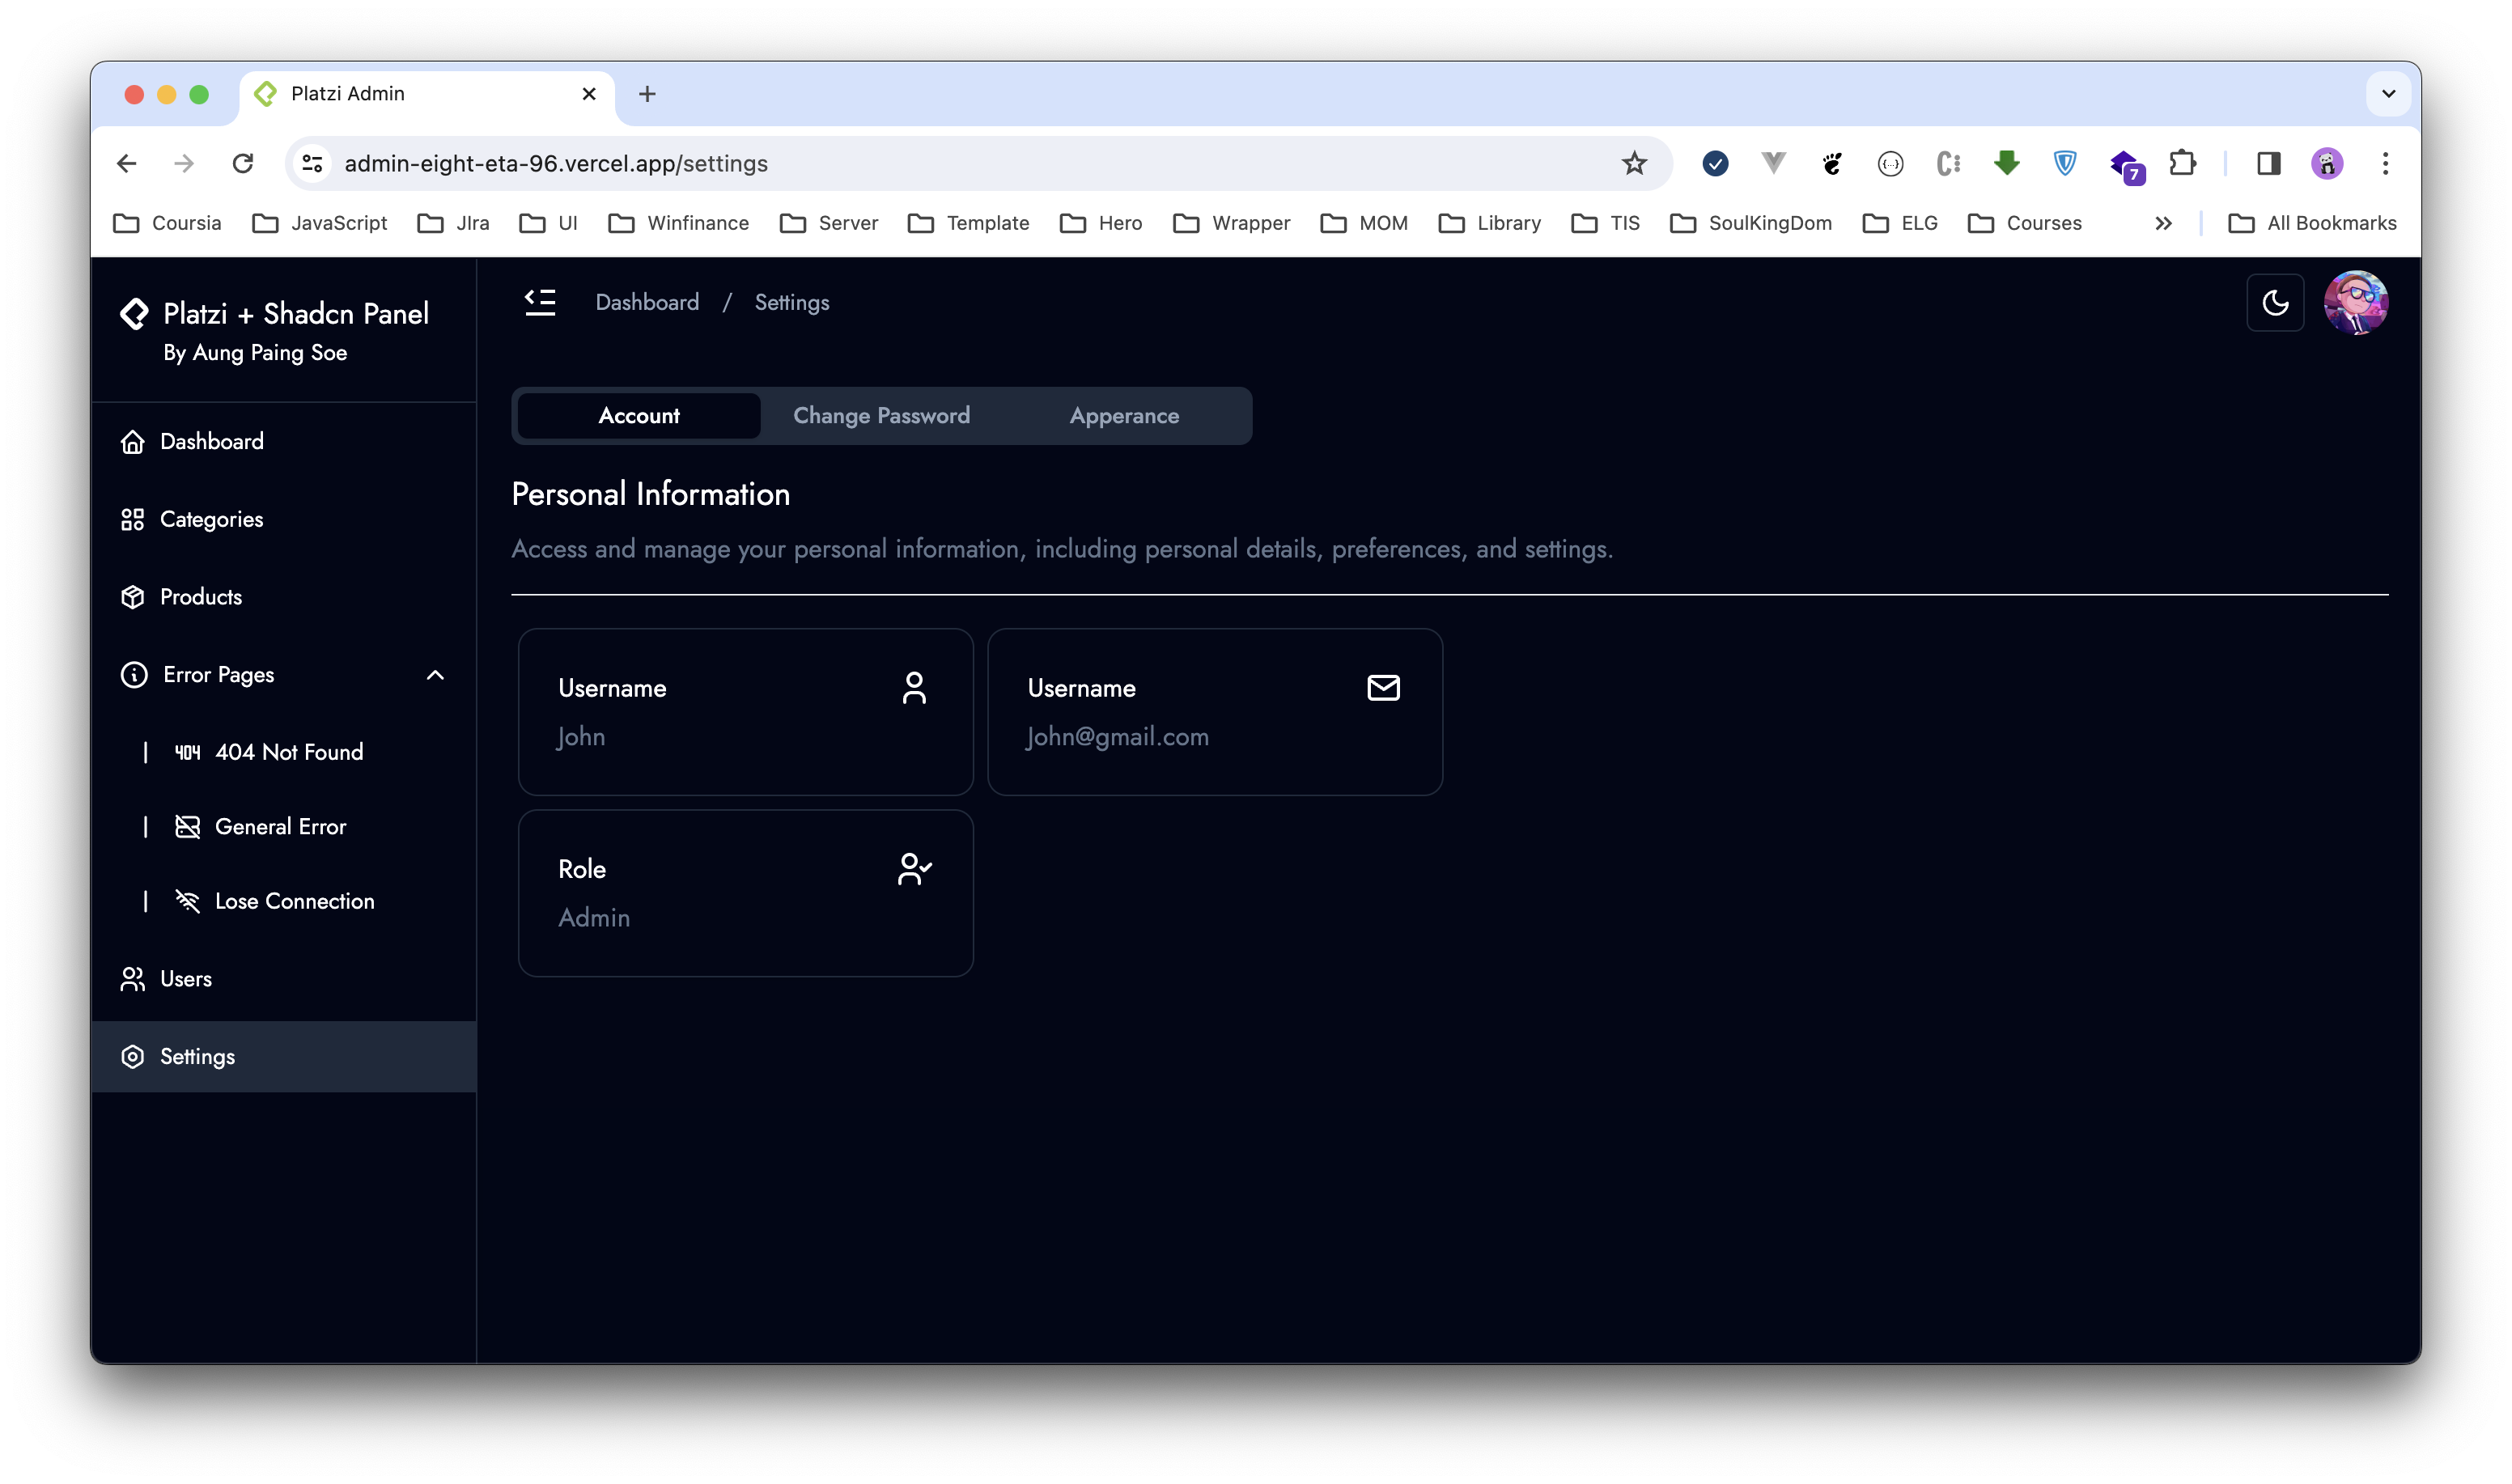 Platzi Admin
admin-eight-eta-96.vercel.app/settings
7
Coursia JavaScript JIra UI Winfinance Server Template Hero Wrapper MOM Library TIS SoulKingDom ELG Courses All Bookmarks
Platzi + Shadcn Panel
By Aung Paing Soe
Dashboard
Categories
Products
Error Pages
404 404 Not Found
General Error
Lose Connection
Users
Settings
Dashboard / Settings
Account Change Password Apperance
Personal Information
Access and manage your personal information, including personal details, preferences, and settings.
Username
John
Username
John@gmail.com
Role
Admin